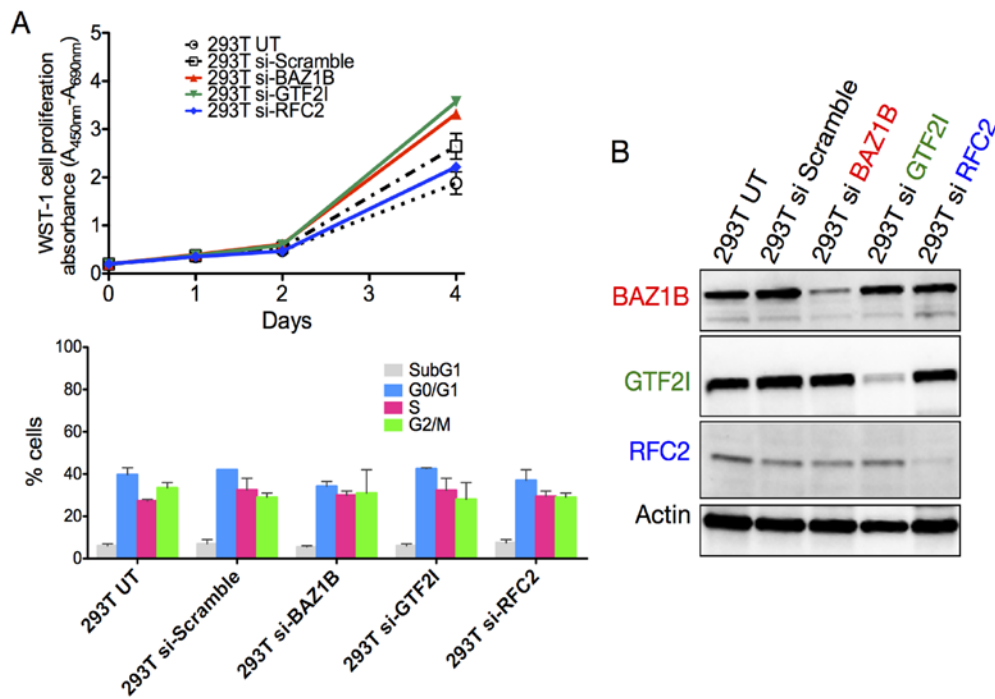 A
WST-1 cell proliferation
absorbance (A450nm-A690nm)
5
4
3
2
1
0
293T UT
293T si-Scramble
293T si-BAZ1B
293T si-GTF2I
293T si-RFC2
0 1 2 3 4
Days
% cells
100
80
60
40
20
0
SubG1
G0/G1
S
G2/M
293T UT
293T si-Scramble
293T si-BAZ1B
293T si-GTF2I
293T si-RFC2
B
293T UT
293T si Scramble
293T si BAZ1B
293T si GTF2I
293T si RFC2
BAZ1B
GTF2I
RFC2
Actin